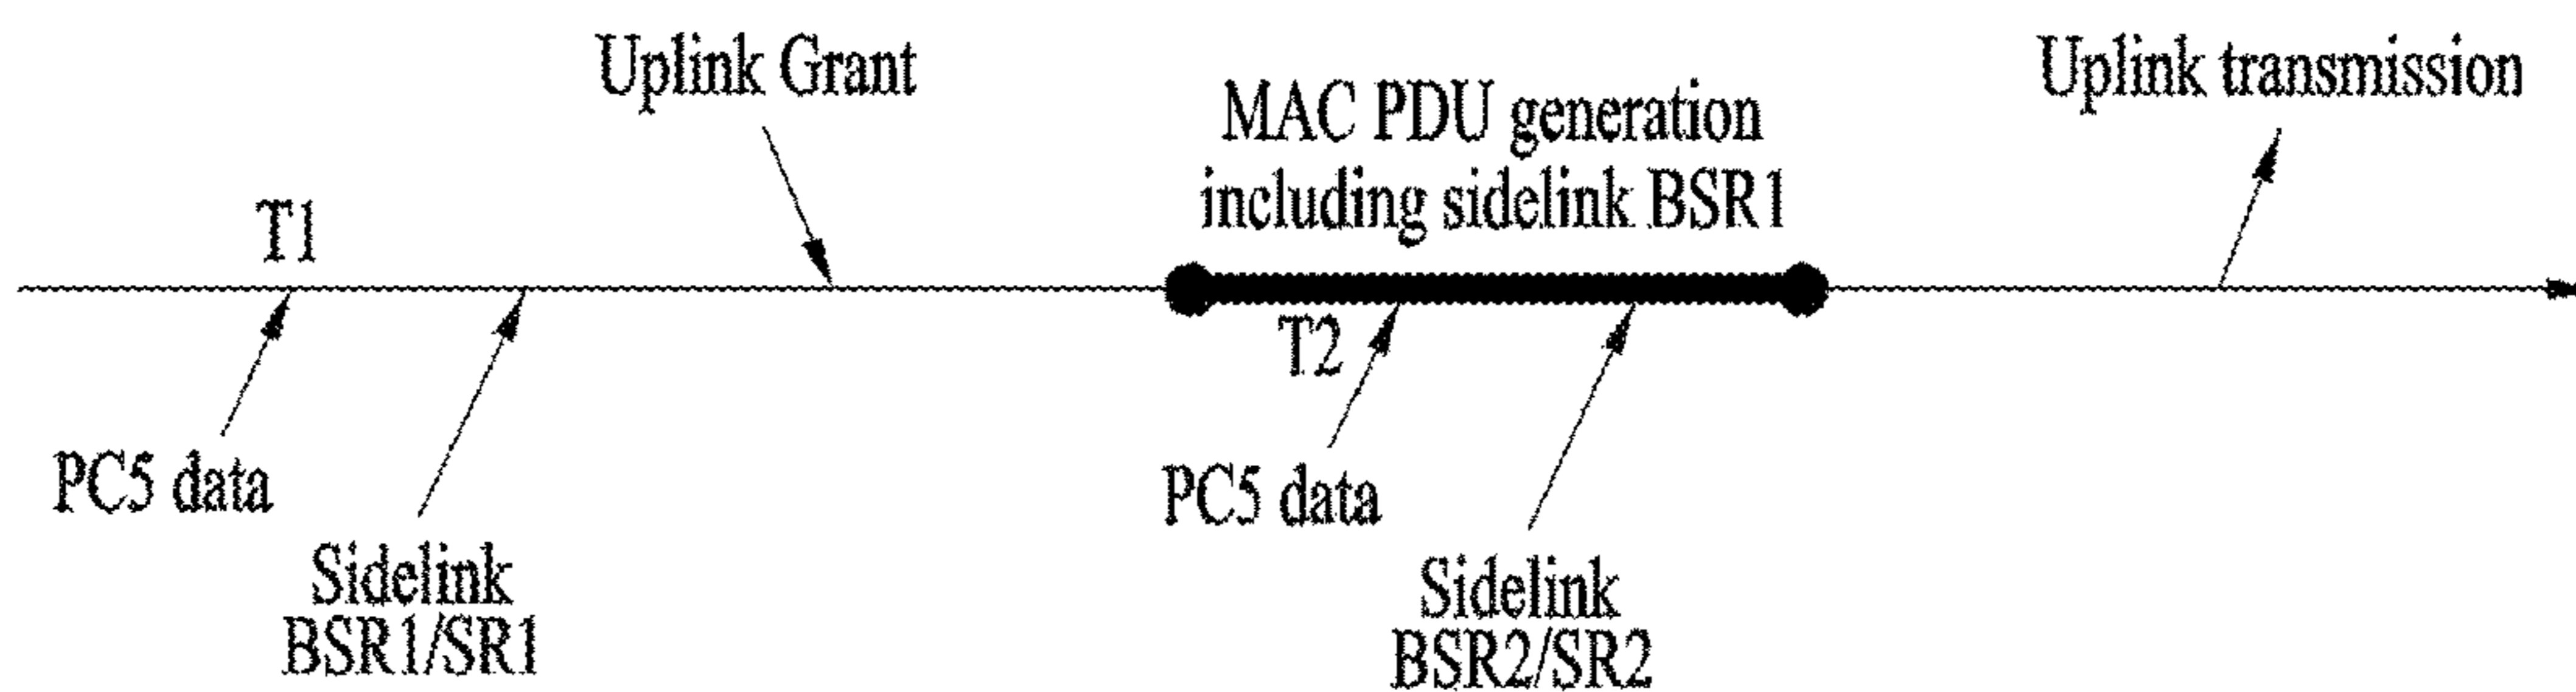 Uplink Grant
MAC PDU generation
including sidelink BSR1
Uplink transmission
T1
T2
PC5 data
Sidelink
BSR1/SR1
PC5 data
Sidelink
BSR2/SR2